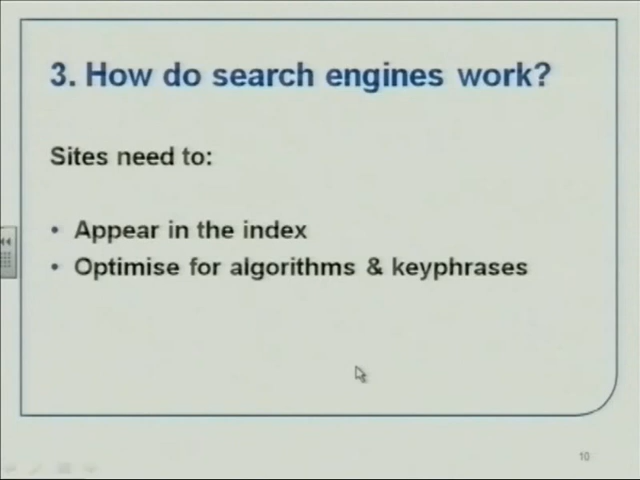 3. How do search engines work?
Sites need to:
• Appear in the index
• Optimise for algorithms & keyphrases
10